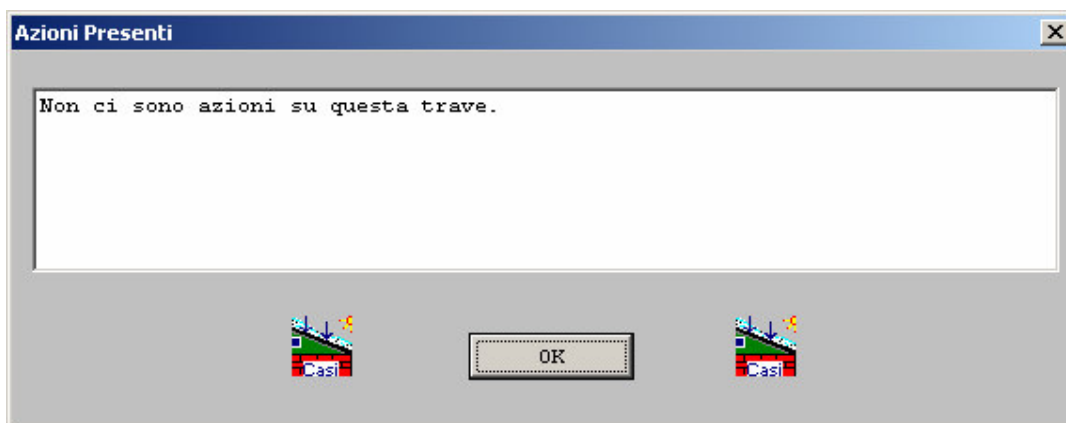 Azioni Presenti
Non ci sono azioni su questa trave.
OK
Casi
Casi